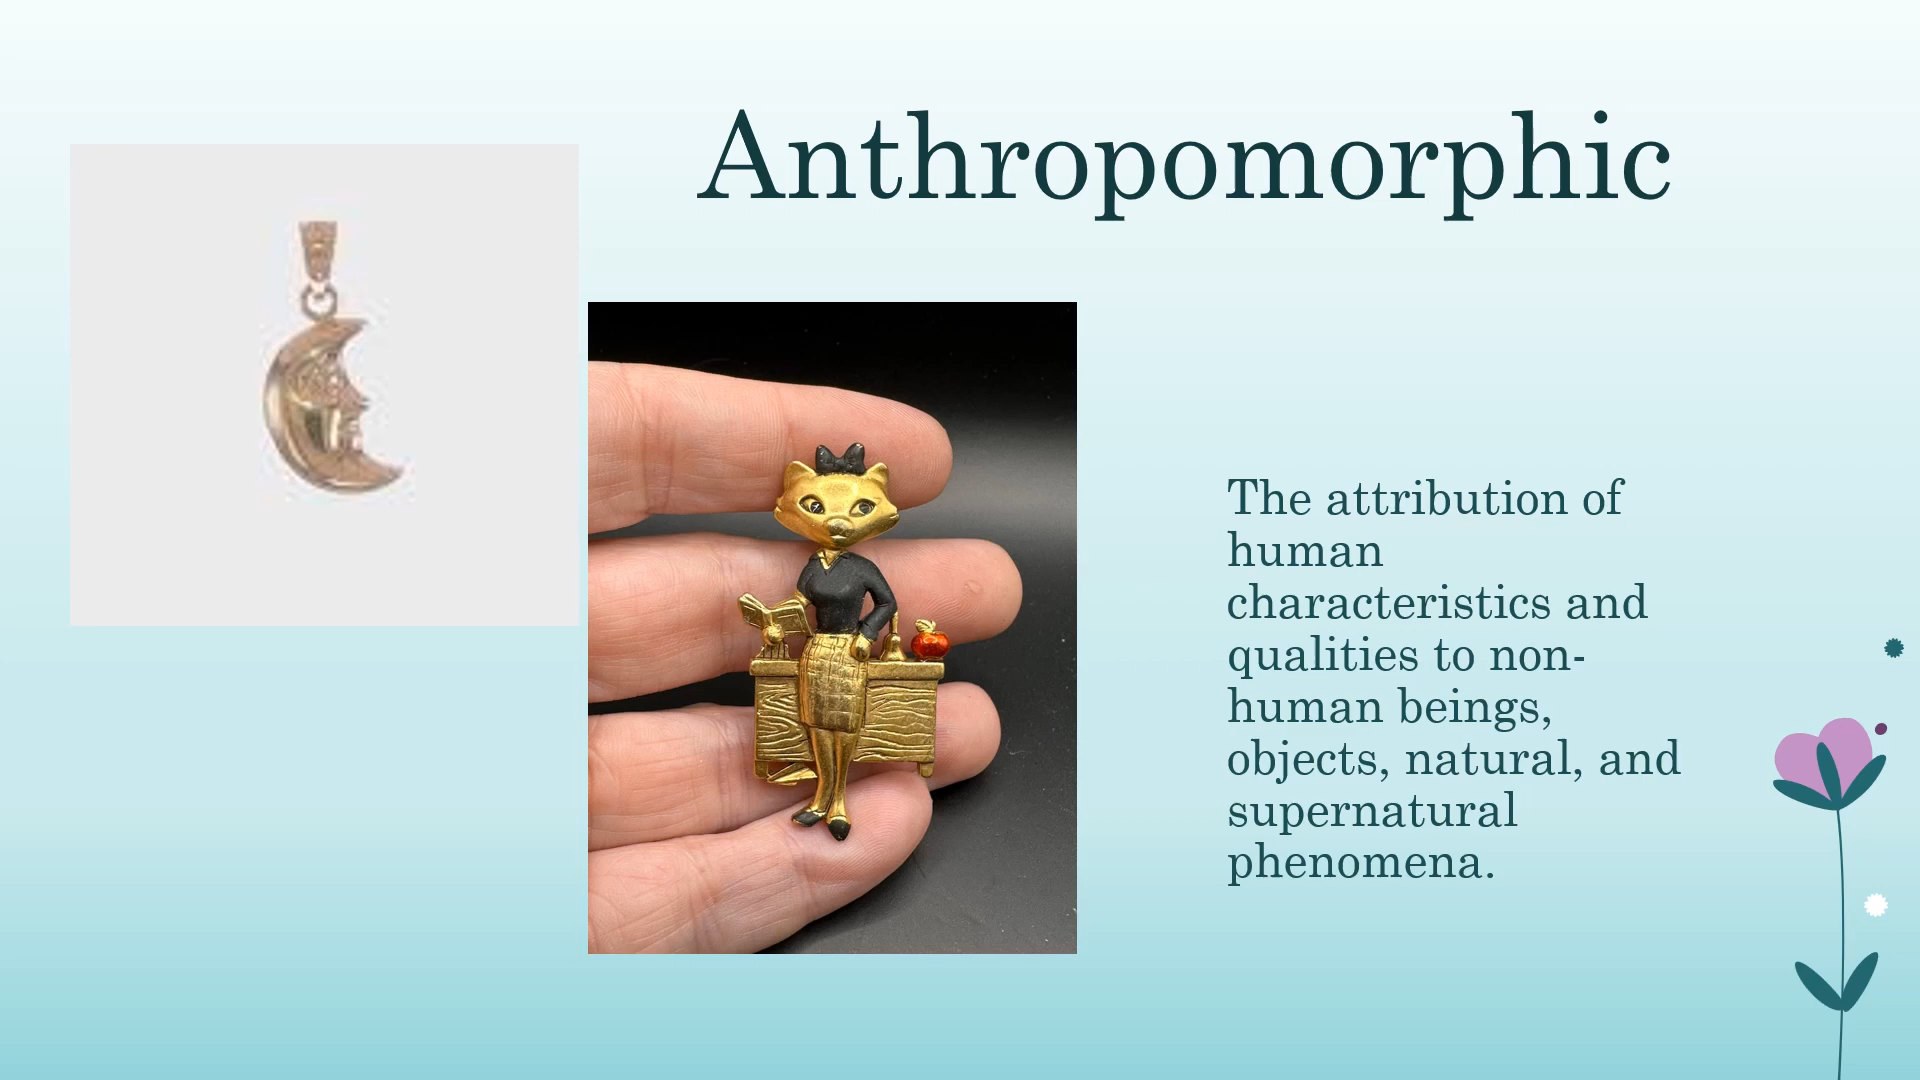 Anthropomorphic
The attribution of
human
characteristics and
qualities to non-
human beings,
objects, natural, and
supernatural
phenomena.